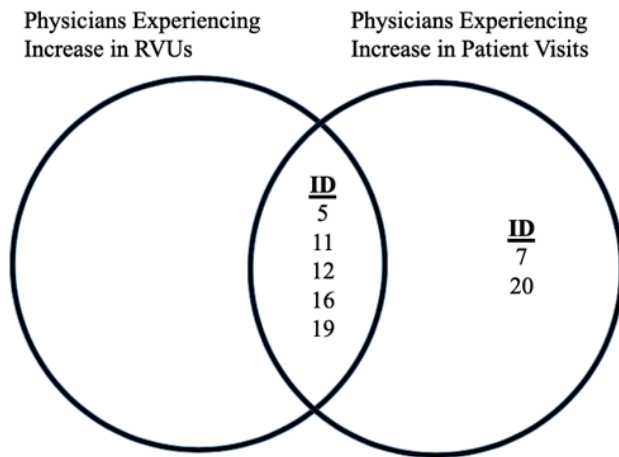 Physicians Experiencing
Increase in RVUs
Physicians Experiencing
Increase in Patient Visits
ID
5
11
12
16
19
ID
7
20